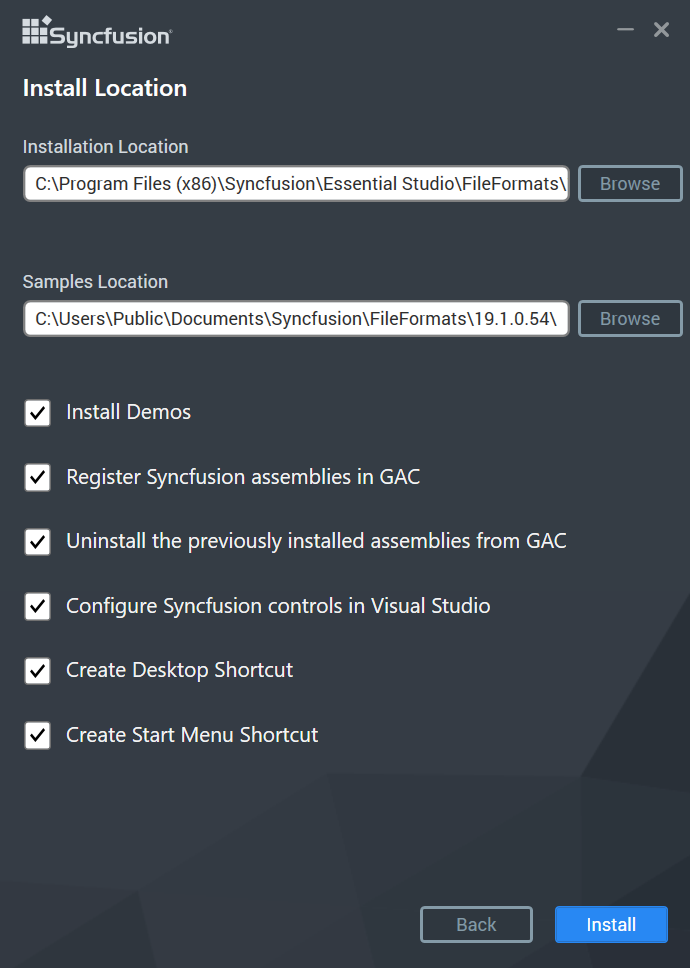 Syncfusion®
Install Location
Installation Location
C:\Program Files (x86)\Syncfusion\Essential Studio\FileFormats\
Browse
Samples Location
C:\Users\Public\Documents\Syncfusion\FileFormats\19.1.0.54\
Browse
Install Demos
Register Syncfusion assemblies in GAC
Uninstall the previously installed assemblies from GAC
Configure Syncfusion controls in Visual Studio
Create Desktop Shortcut
Create Start Menu Shortcut
Back
Install